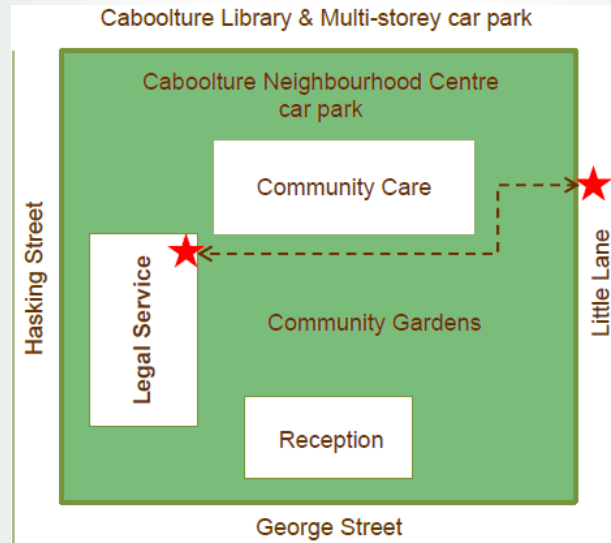 Caboolture Library & Multi-storey car park
Caboolture Neighbourhood Centre
car park
Community Care
Hasking Street
Legal Service
Little Lane
Community Gardens
Reception
George Street